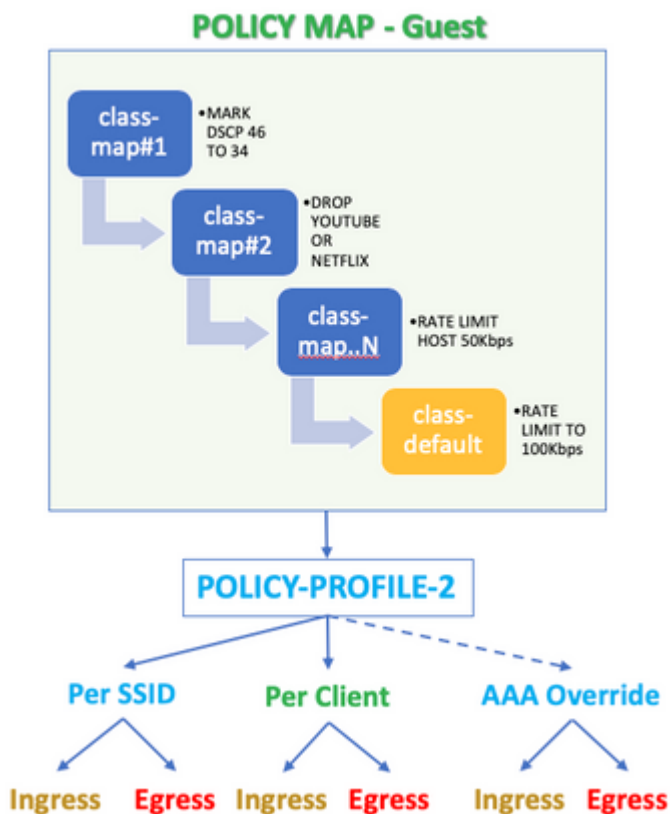 POLICY MAP - Guest
class-
map#1
•MARK
DSCP 46
TO 34
class-
map#2
•DROP
YOUTUBE
OR
NETFLIX
class-
map..N
•RATE LIMIT
HOST 50Kbps
class-
default
•RATE
LIMIT TO
100Kbps
POLICY-PROFILE-2
Per SSID
Per Client
AAA Override
Ingress
Egress
Ingress
Egress
Ingress
Egress